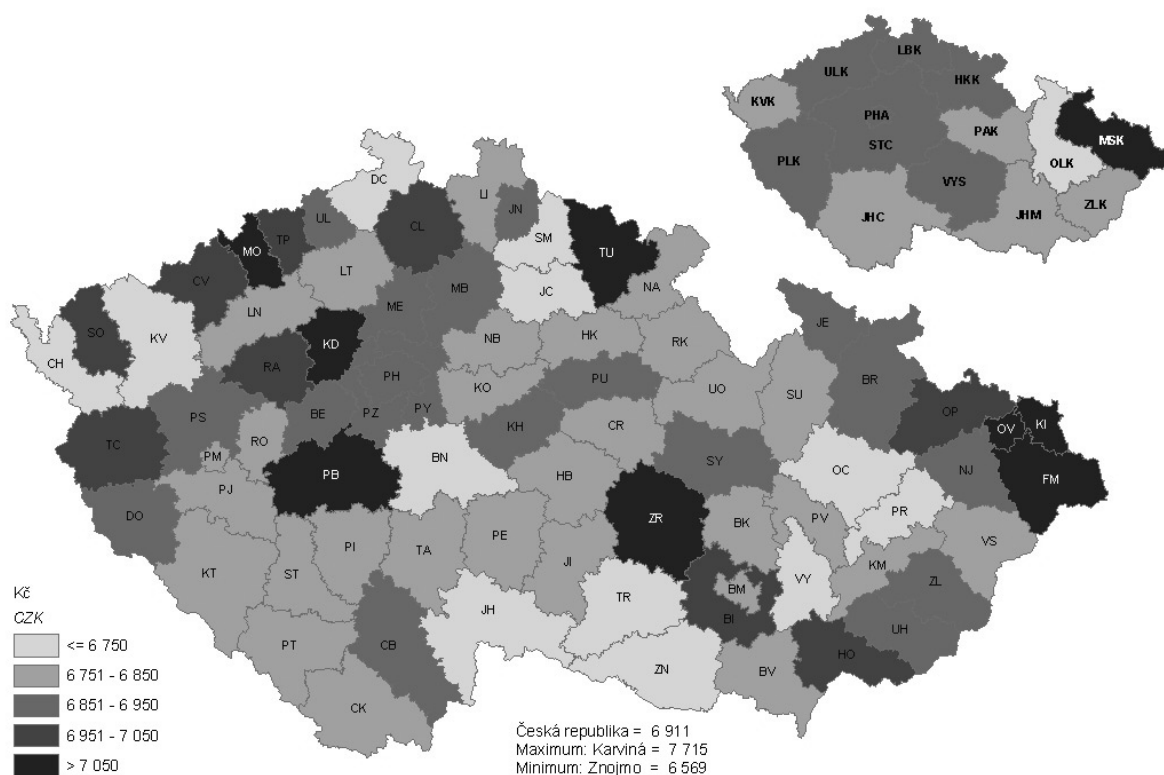 LBK
ULK
HKK
KVK
PHA
PAK
MSK
STC
OLK
PLK
VYS
ZLK
JHC
JHM
DC
LI
UL
JN
CL
TP
MO
SM
TU
CV
LT
JC
MB
NA
ME
LN
SO
KV
NB
HK
RK
JE
KD
CH
RA
PH
KO
PU
BR
UO
SU
PS
BE
PZ
PY
OP
KH
CR
OV
KI
TC
RO
PM
BN
SY
OC
NJ
FM
PB
HB
PJ
ZR
PR
DO
BK
PV
PE
VS
PI
TA
JI
KT
ST
KM
VY
ZL
BM
TR
JH
BI
UH
PT
CB
HO
ZN
BV
CK
Kč
CZK
<= 6 750
6 751 - 6 850
6 851 - 6 950
6 951 - 7 050
> 7 050
Česká republika = 6 911
Maximum: Karviná = 7 715
Minimum: Znojmo = 6 569